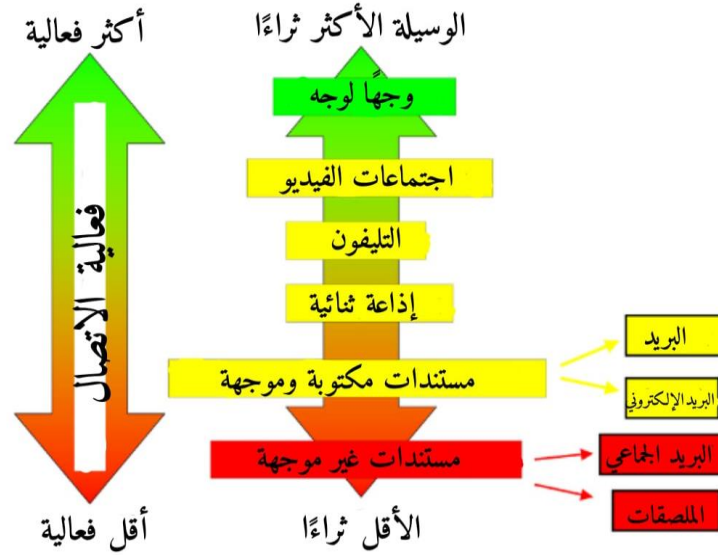 الوسيلة الأكثر ثراءًا
أكثر فعالية
وجهًا لوجه
اجتماعات الفيديو
التليفون
إذاعة ثنائية
فعالية الاتصال
مستندات مكتوبة وموجهة
البريد
البريد الإلكتروني
مستندات غير موجهة
البريد الجماعي
الملصقات
الأقل ثراءًا
أقل فعالية